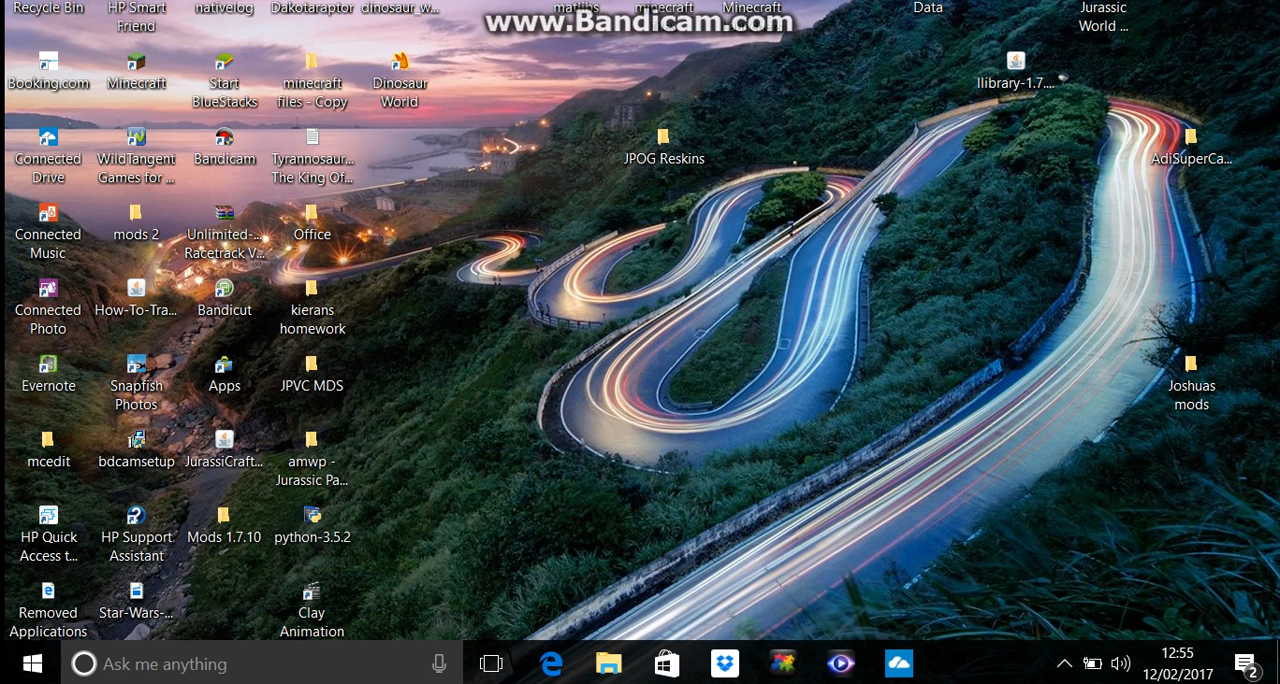 Recycle Bin
HP Smart
Friend
nativelog
Dakotaraptor
dinosaur_w...
matlibs
minecraft
Minecraft
Data
Jurassic
World ...
www.Bandicam.com
Booking.com
Minecraft
Start
BlueStacks
minecraft
files - Copy
Dinosaur
World
llibrary-1.7....
Connected
Drive
WildTangent
Games for ...
Bandicam
Tyrannosaur...
The King Of...
JPOG Reskins
AdiSuperCa...
Connected
Music
mods 2
Unlimited-...
Racetrack V...
Office
Connected
Photo
How-To-Tra...
Bandicut
kierans
homework
Evernote
Snapfish
Photos
Apps
JPVC MDS
Joshuas
mods
mcedit
bdcamsetup
JurassiCraft...
amwp -
Jurassic Pa...
HP Quick
Access t...
HP Support
Assistant
Mods 1.7.10
python-3.5.2
Removed
Applications
Star-Wars-...
Clay
Animation
Ask me anything
12:55
12/02/2017
2